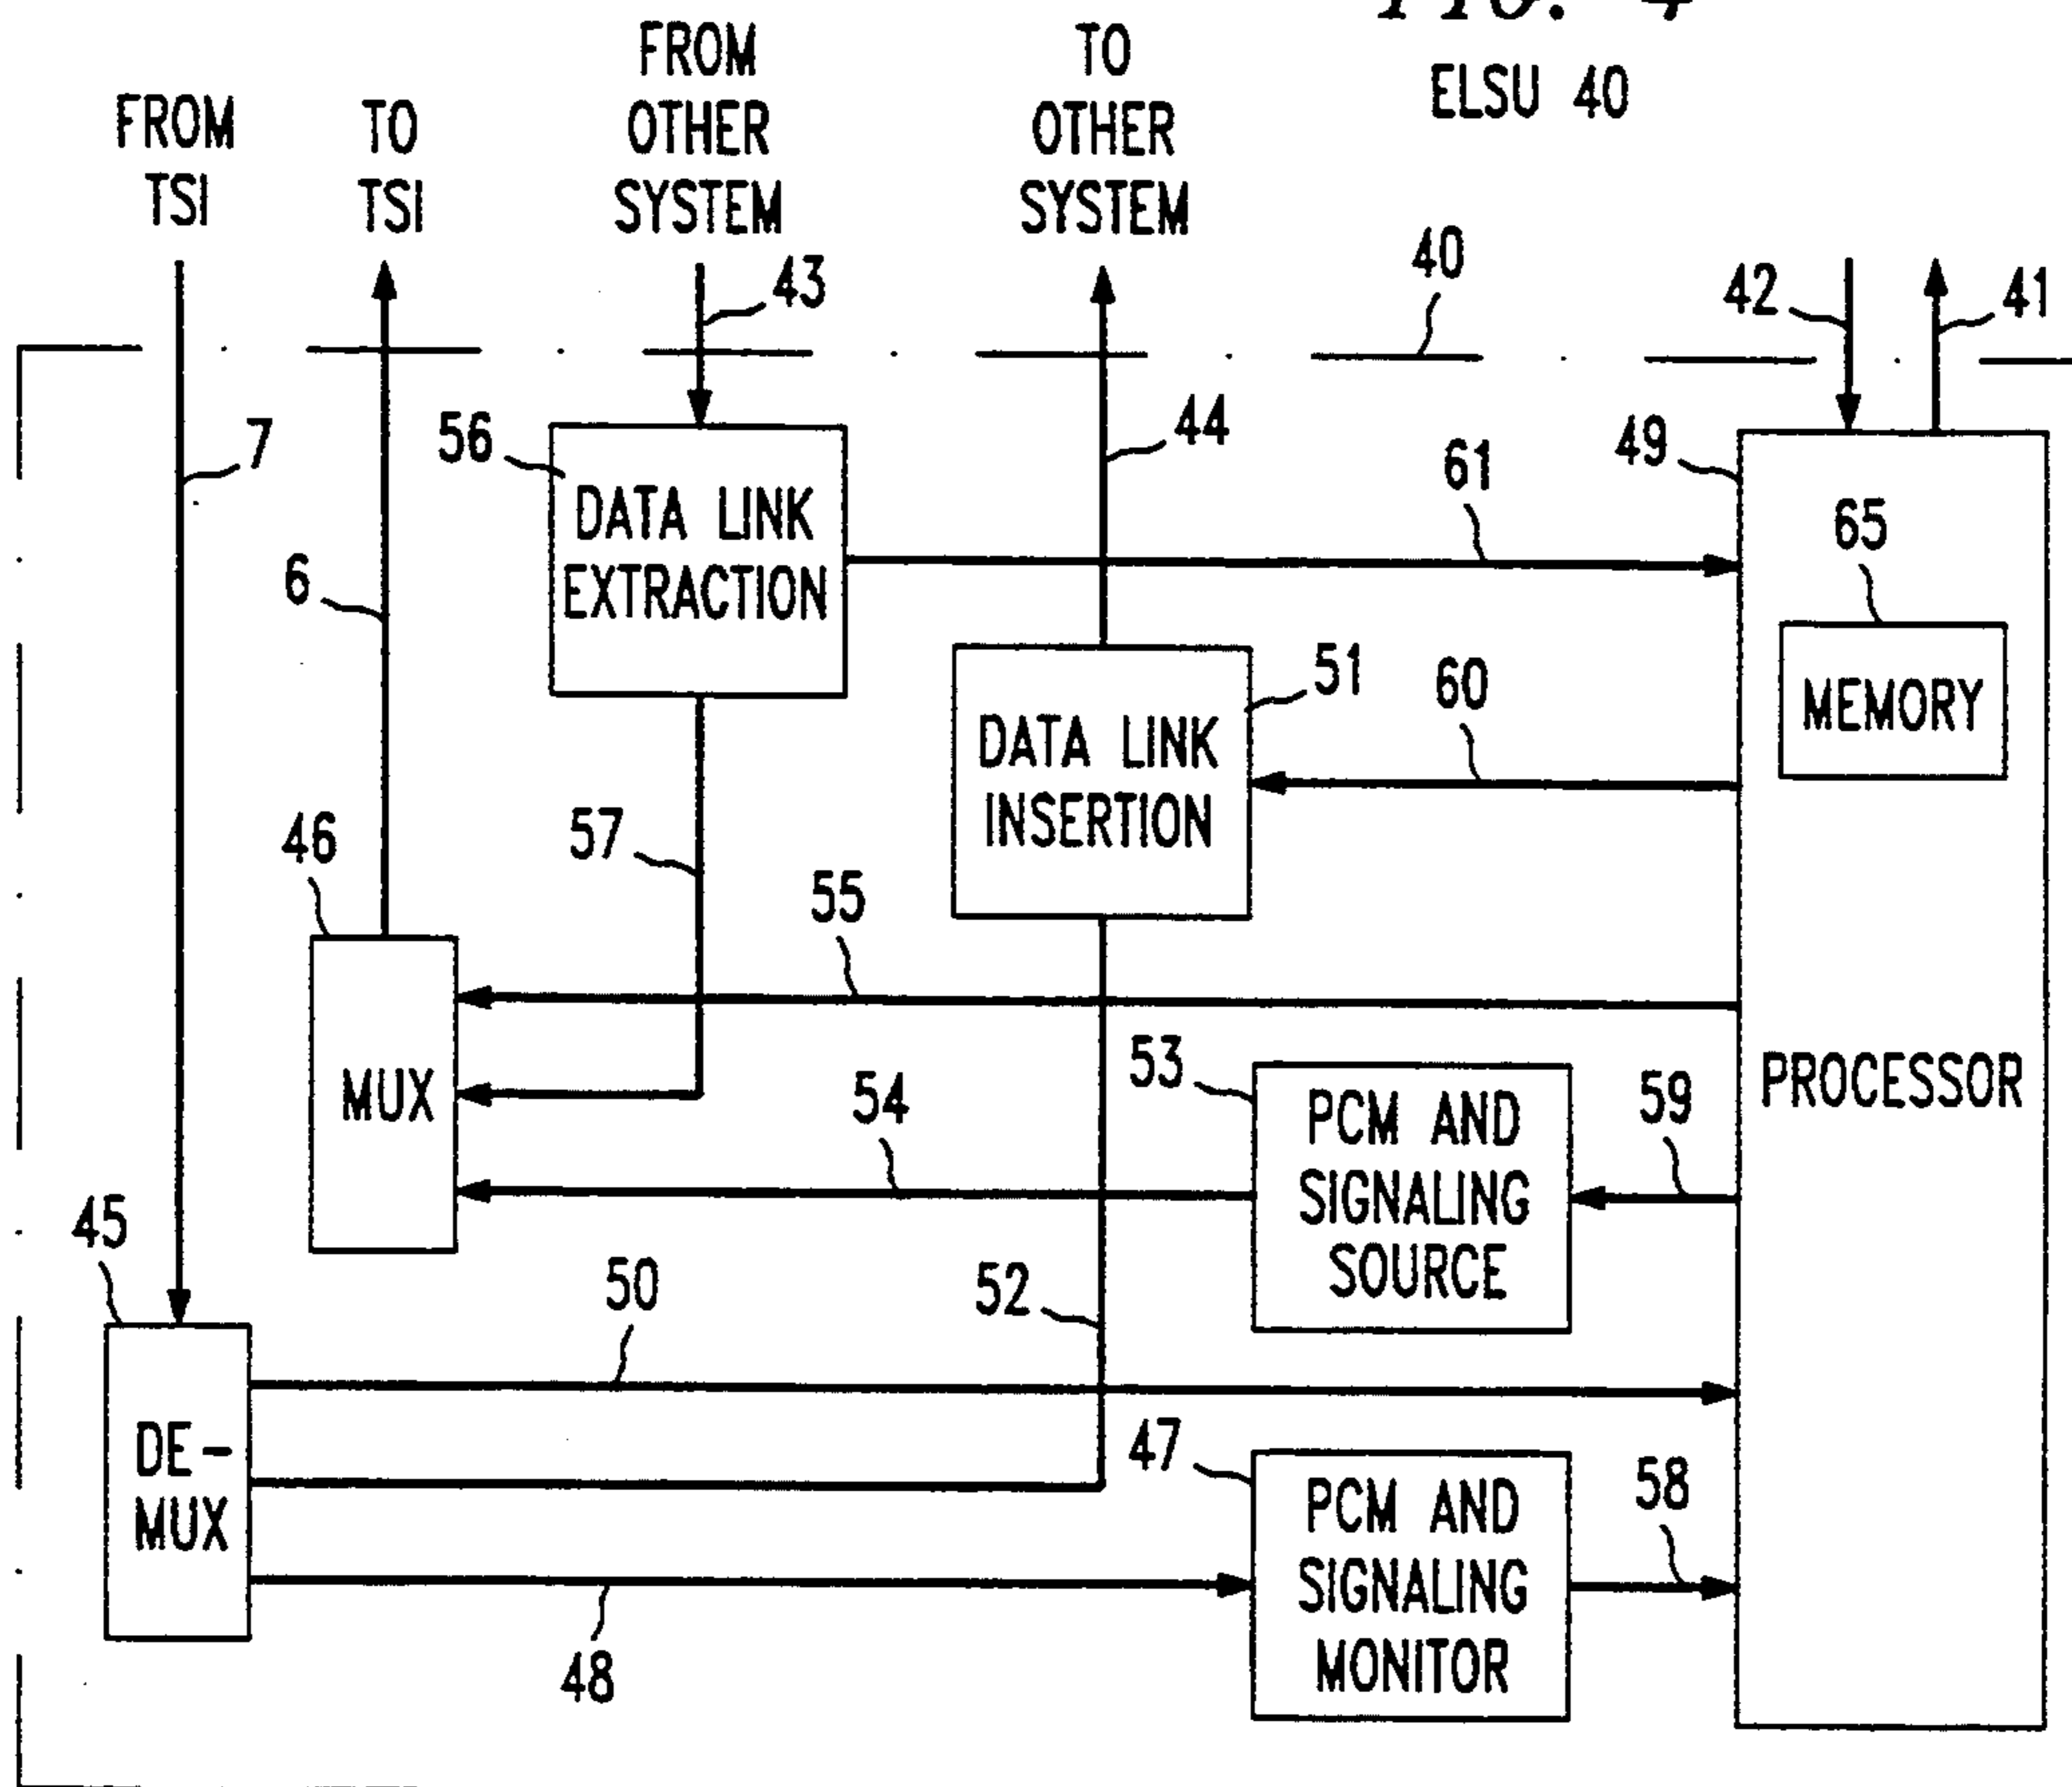 FIG. 4
ELSU 40
FROM
TSI
TO
TSI
FROM
OTHER
SYSTEM
TO
OTHER
SYSTEM
43
40
42
41
7
56
44
61
49
DATA LINK
EXTRACTION
65
6
MEMORY
51
60
DATA LINK
INSERTION
46
57
55
MUX
54
53
PCM AND
SIGNALING
SOURCE
59
PROCESSOR
45
50
52
DE-
MUX
47
PCM AND
SIGNALING
MONITOR
58
48